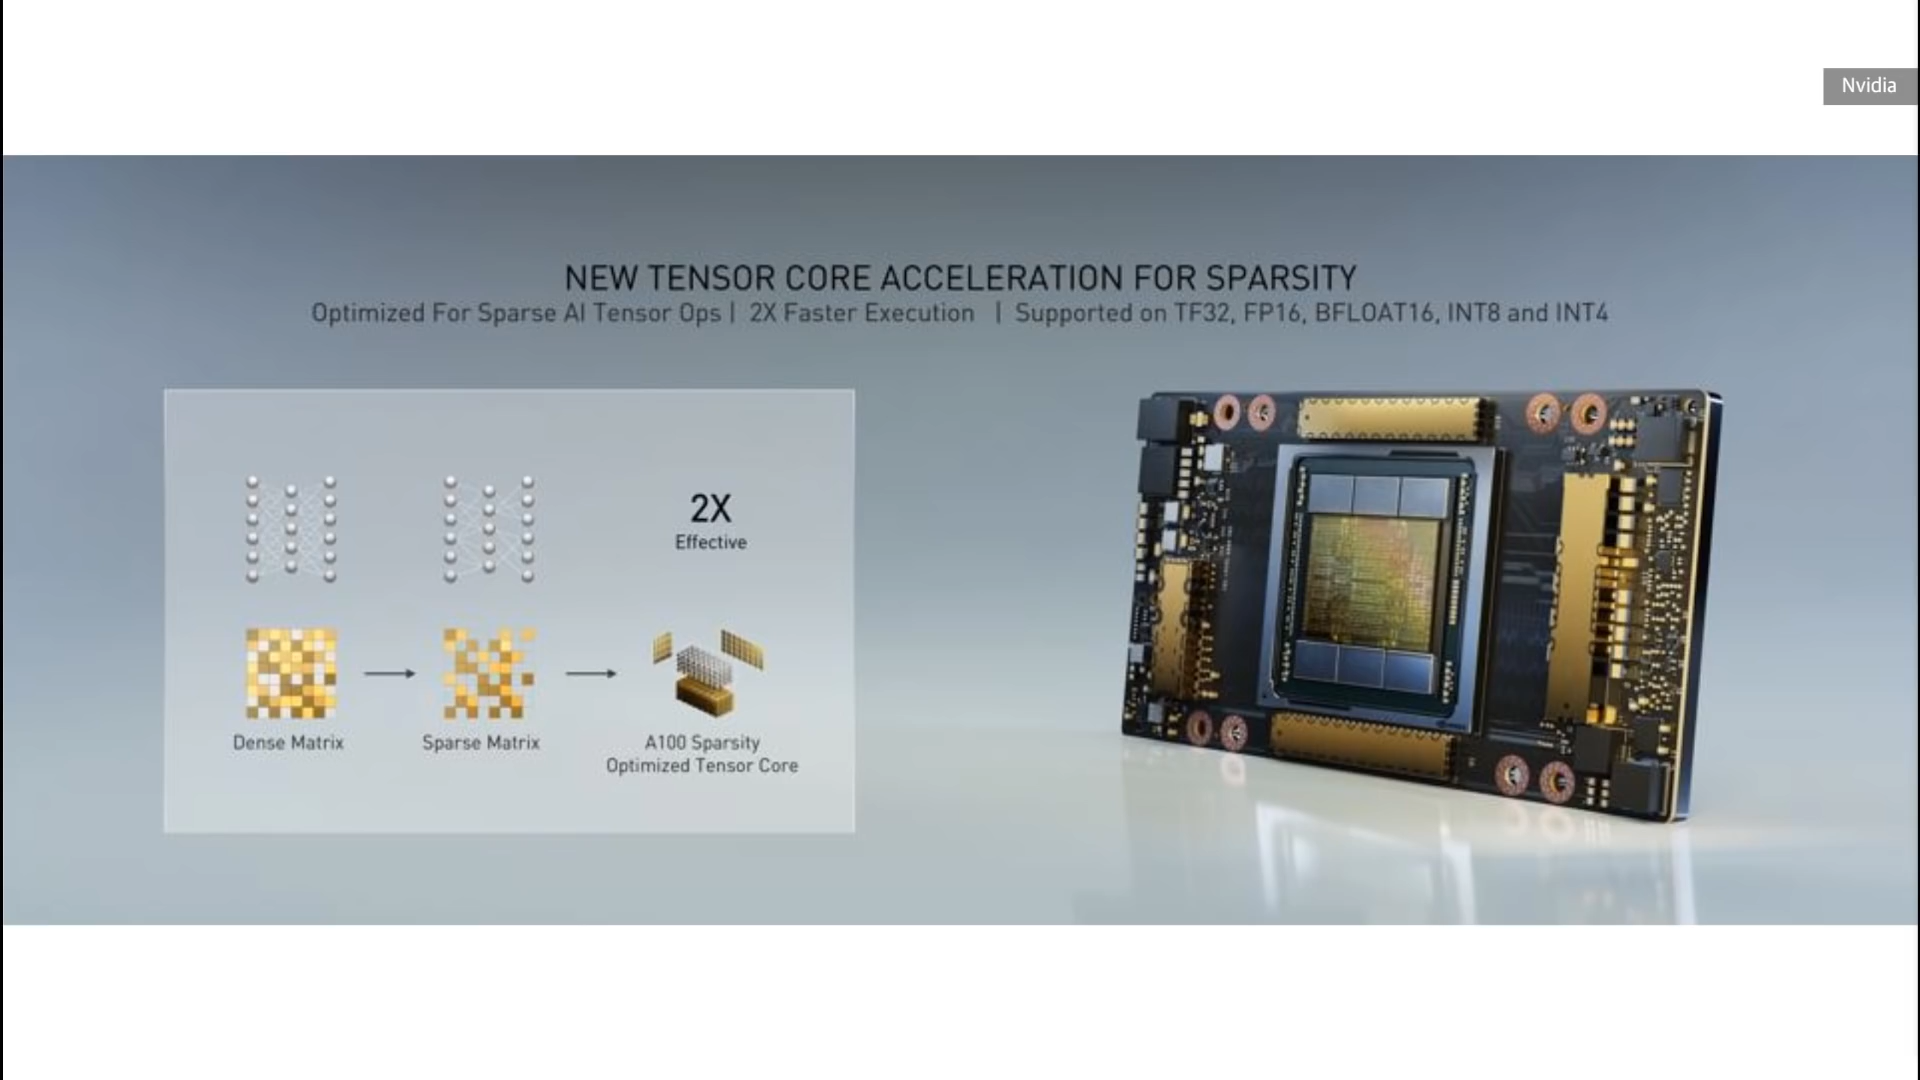 Nvidia
NEW TENSOR CORE ACCELERATION FOR SPARSITY
Optimized For Sparse AI Tensor Ops | 2X Faster Execution | Supported on TF32, FP16, BFLOAT16, INT8 and INT4
2X
Effective
Dense Matrix
Sparse Matrix
A100 Sparsity
Optimized Tensor Core